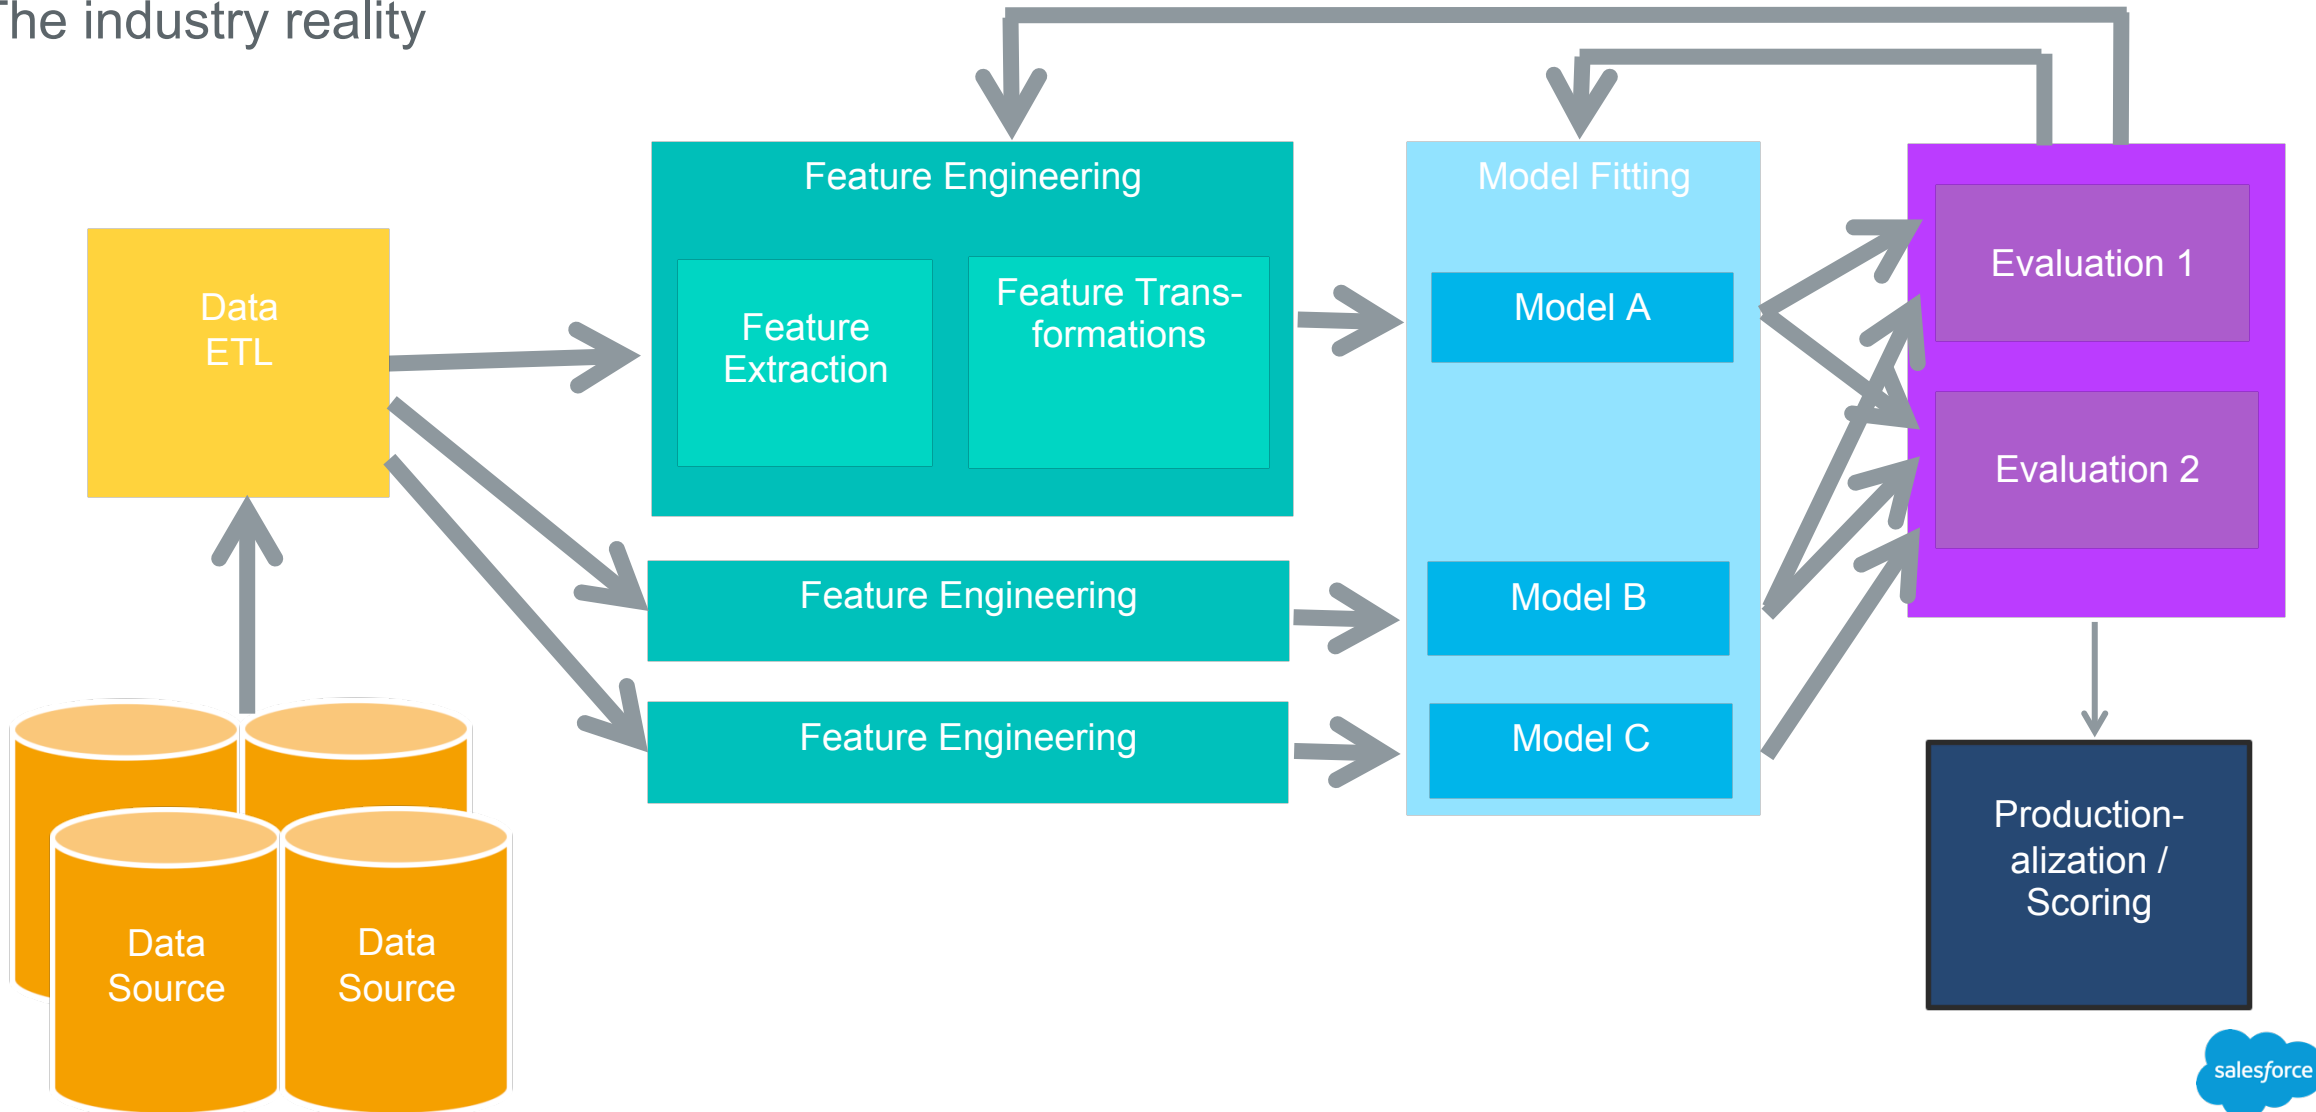 The industry reality
Feature Engineering
Model Fitting
Data
ETL
Feature
Extraction
Feature Trans-
formations
Model A
Evaluation 1
Evaluation 2
Feature Engineering
Model B
Feature Engineering
Model C
Production-
alization /
Scoring
Data
Source
Data
Source
salesforce